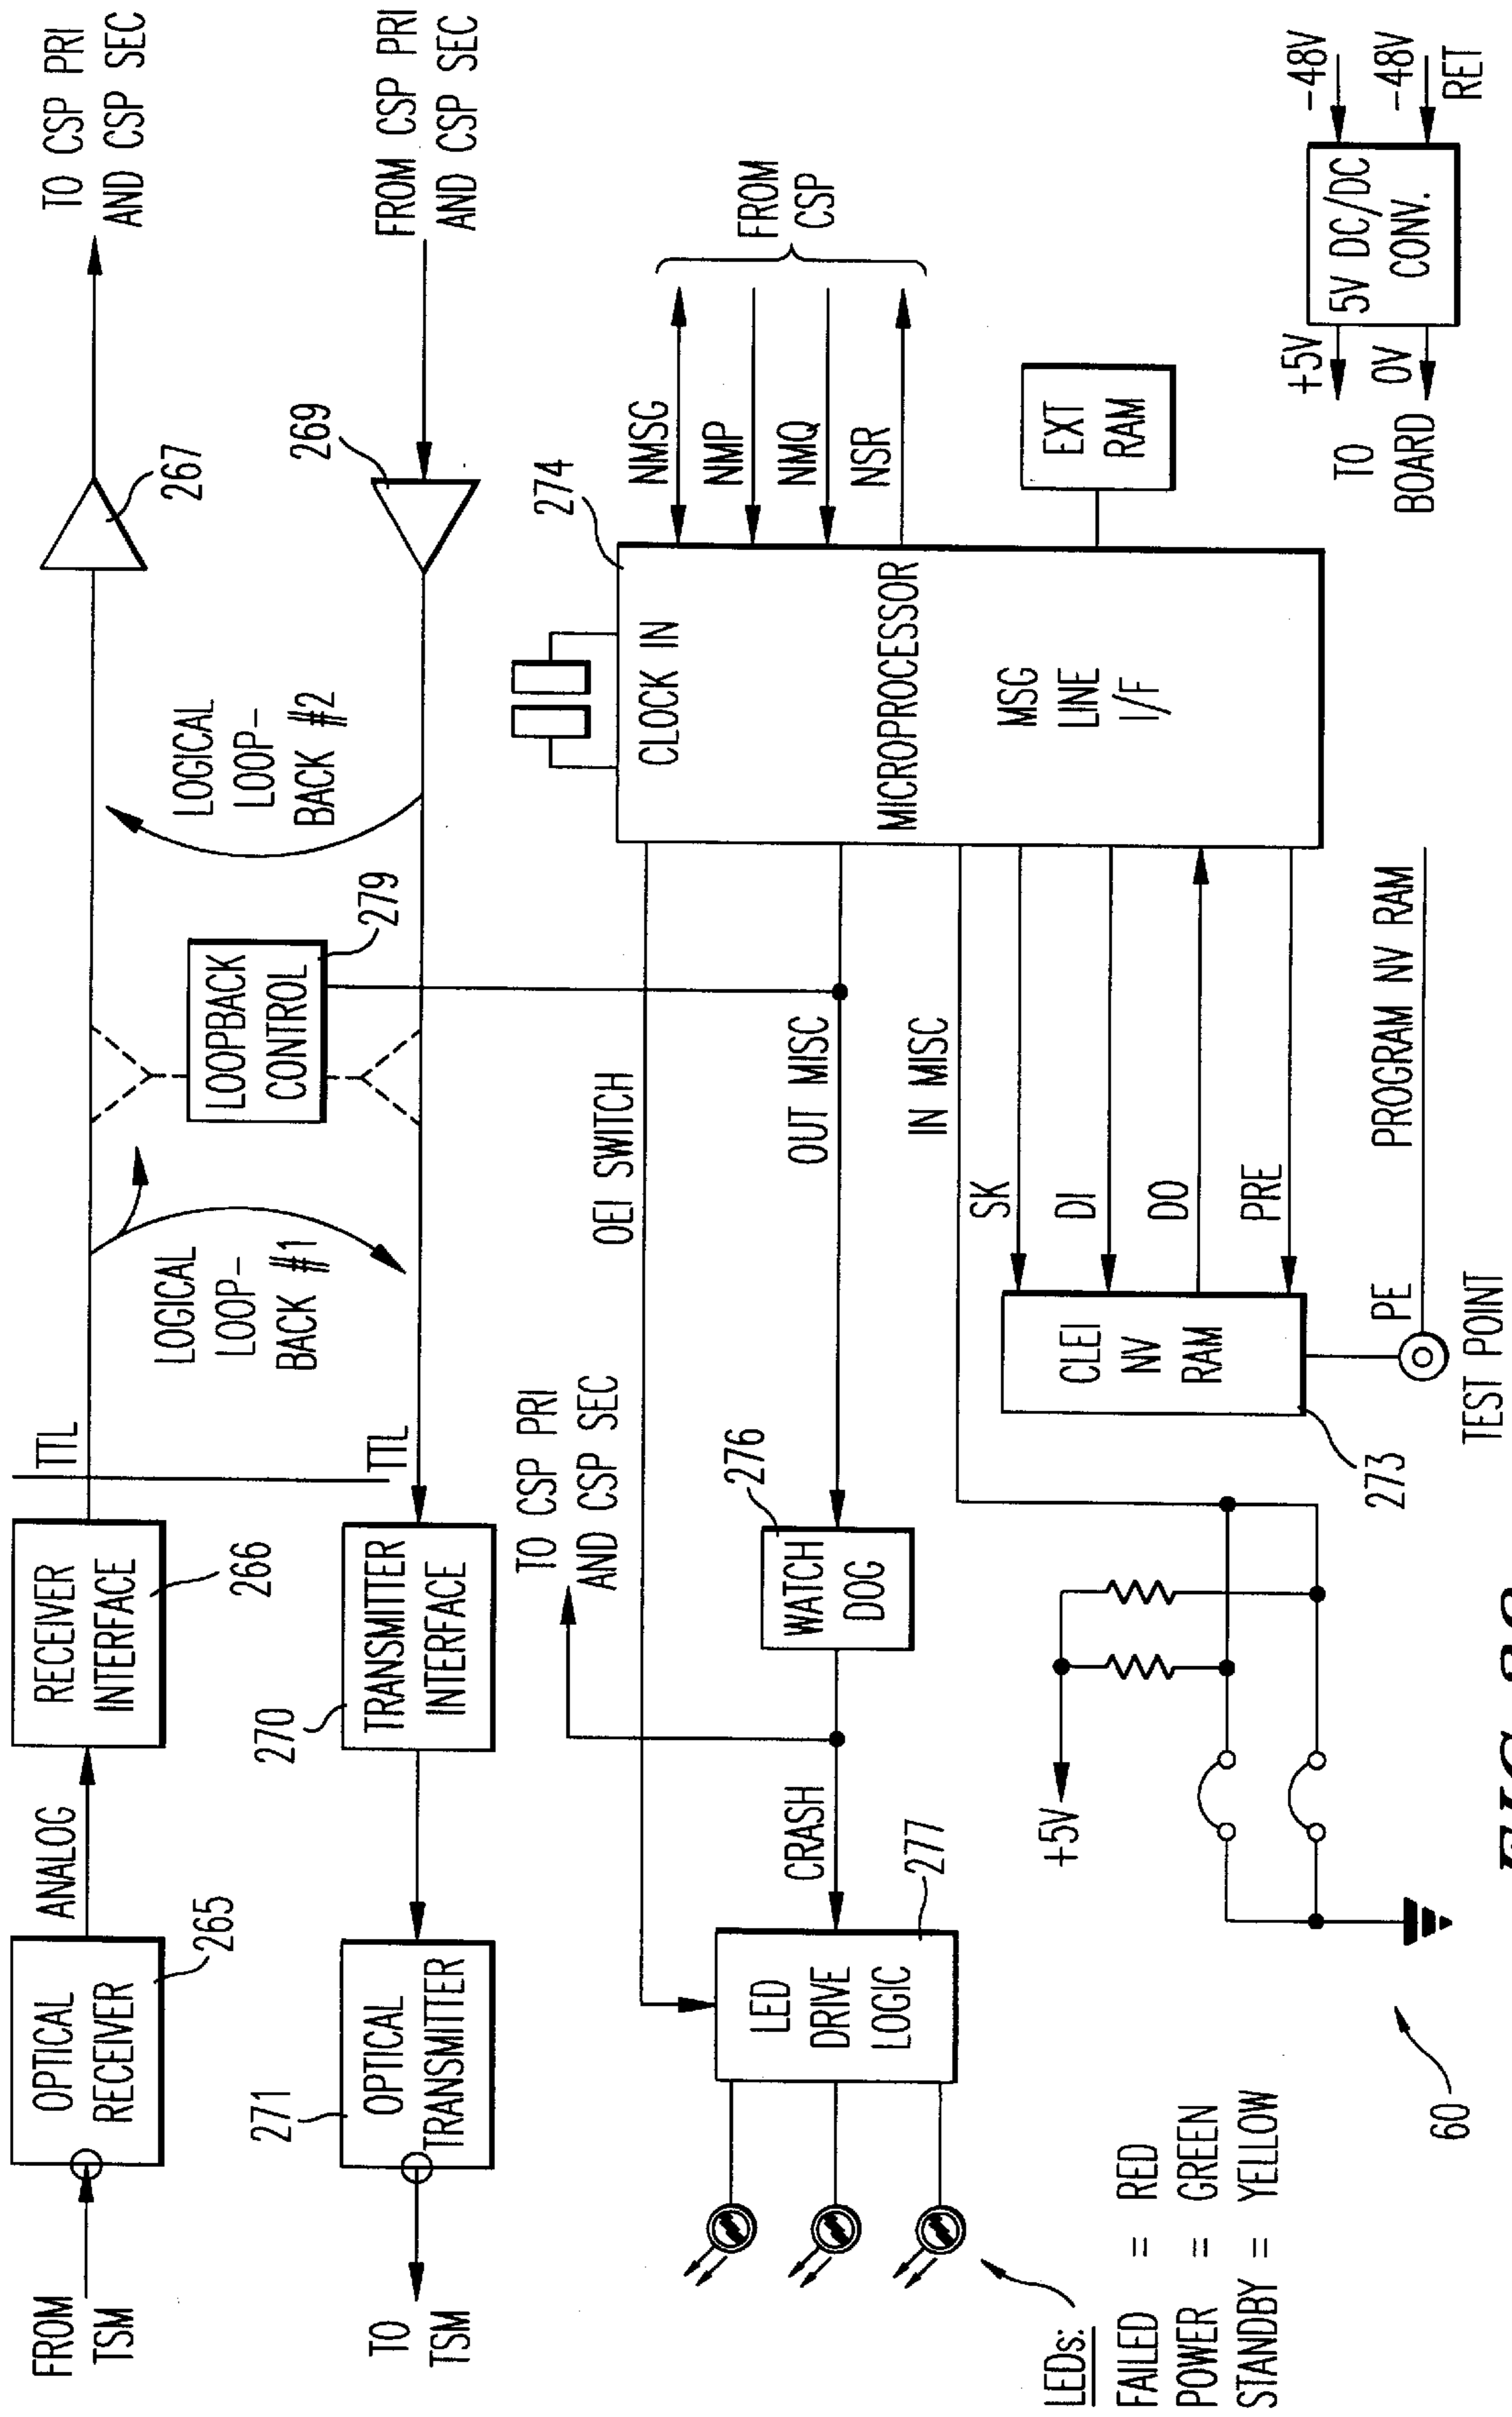 FROM
TSM
OPTICAL
RECEIVER
265
ANALOG
RECEIVER
INTERFACE
266
TTL
LOGICAL
LOOP-
BACK #1
LOOPBACK
CONTROL
279
LOGICAL
LOOP-
BACK #2
267
TO CSP PRI
AND CSP SEC
TO
TSM
271
OPTICAL
TRANSMITTER
270
TRANSMITTER
INTERFACE
TTL
269
FROM CSP PRI
AND CSP SEC
TO CSP PRI
AND CSP SEC
OEI SWITCH
274
CLOCK IN
MICROPROCESSOR
MSG
LINE
I/F
NMSG
NMP
NMQ
NSR
FROM
CSP
EXT
RAM
LED
DRIVE
LOGIC
277
CRASH
WATCH
DOG
276
OUT MISC
IN MISC
SK
DI
DO
PRE
CLEI
NV
RAM
273
PE
PROGRAM NV RAM
TEST POINT
+5V
LEDs:
FAILED = RED
POWER = GREEN
STANDBY = YELLOW
60
+5V
0V
TO
BOARD
5V DC/DC
CONV.
-48V
-48V
RET